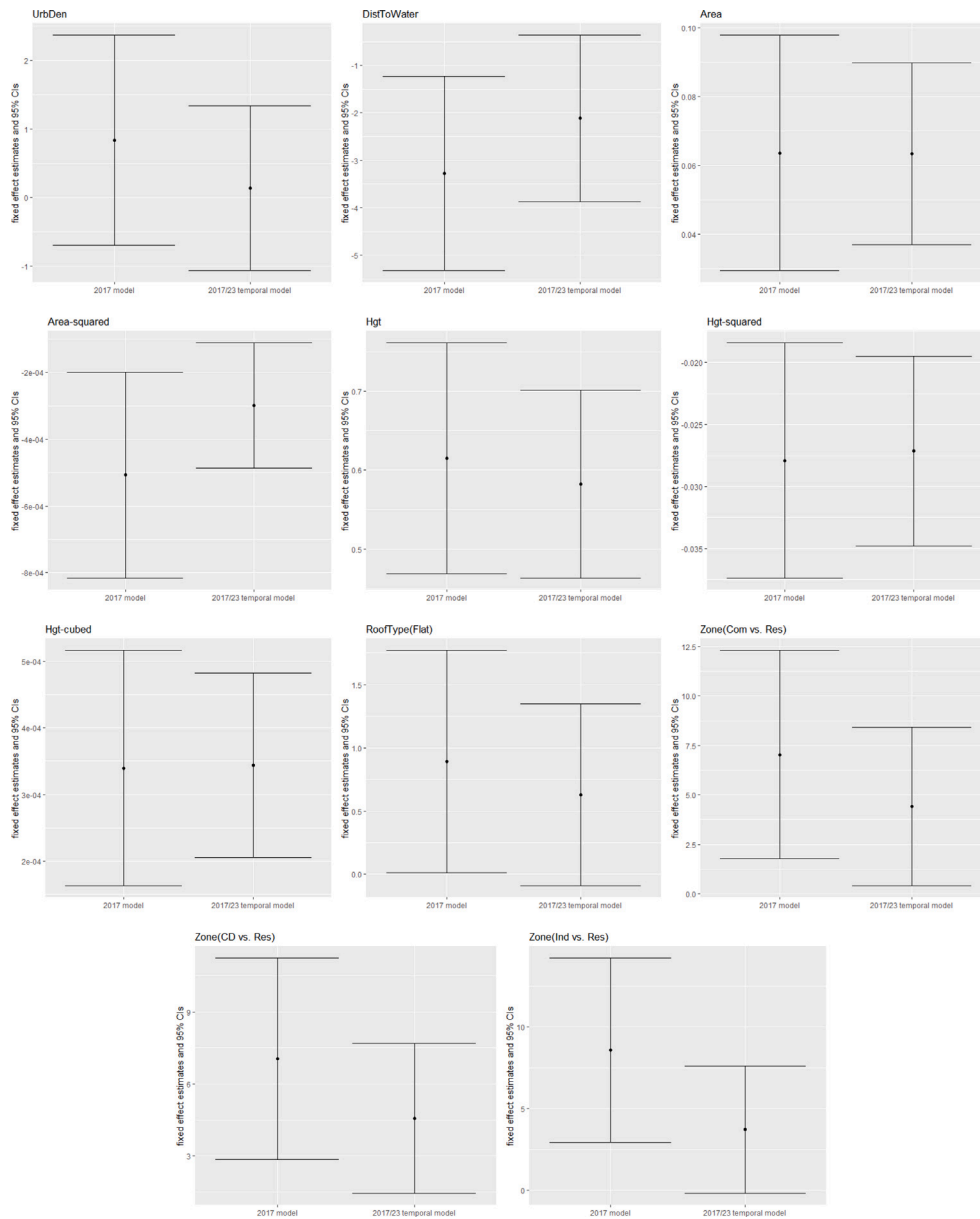 UrbDen
fixed effect estimates and 95% CIs
2
1
0
-1
2017 model
2017/23 temporal model
DistToWater
fixed effect estimates and 95% CIs
-1
-2
-3
-4
-5
2017 model
2017/23 temporal model
Area
fixed effect estimates and 95% CIs
0.10
0.08
0.06
0.04
2017 model
2017/23 temporal model
Area-squared
fixed effect estimates and 95% CIs
-2e-04
-4e-04
-6e-04
-8e-04
2017 model
2017/23 temporal model
Hgt
fixed effect estimates and 95% CIs
0.7
0.6
0.5
2017 model
2017/23 temporal model
Hgt-squared
fixed effect estimates and 95% CIs
-0.020
-0.025
-0.030
-0.035
2017 model
2017/23 temporal model
Hgt-cubed
fixed effect estimates and 95% CIs
5e-04
4e-04
3e-04
2e-04
2017 model
2017/23 temporal model
RoofType(Flat)
fixed effect estimates and 95% CIs
1.5
1.0
0.5
0.0
2017 model
2017/23 temporal model
Zone(Com vs. Res)
fixed effect estimates and 95% CIs
12.5
10.0
7.5
5.0
2.5
0.0
2017 model
2017/23 temporal model
Zone(CD vs. Res)
fixed effect estimates and 95% CIs
9
6
3
2017 model
2017/23 temporal model
Zone(Ind vs. Res)
fixed effect estimates and 95% CIs
10
5
0
2017 model
2017/23 temporal model